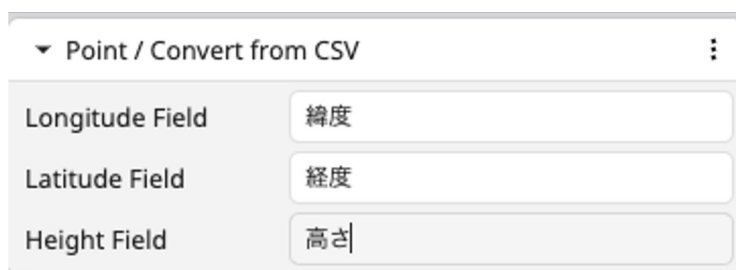 Point / Convert from CSV
Longitude Field 緯度
Latitude Field 経度
Height Field 高さ